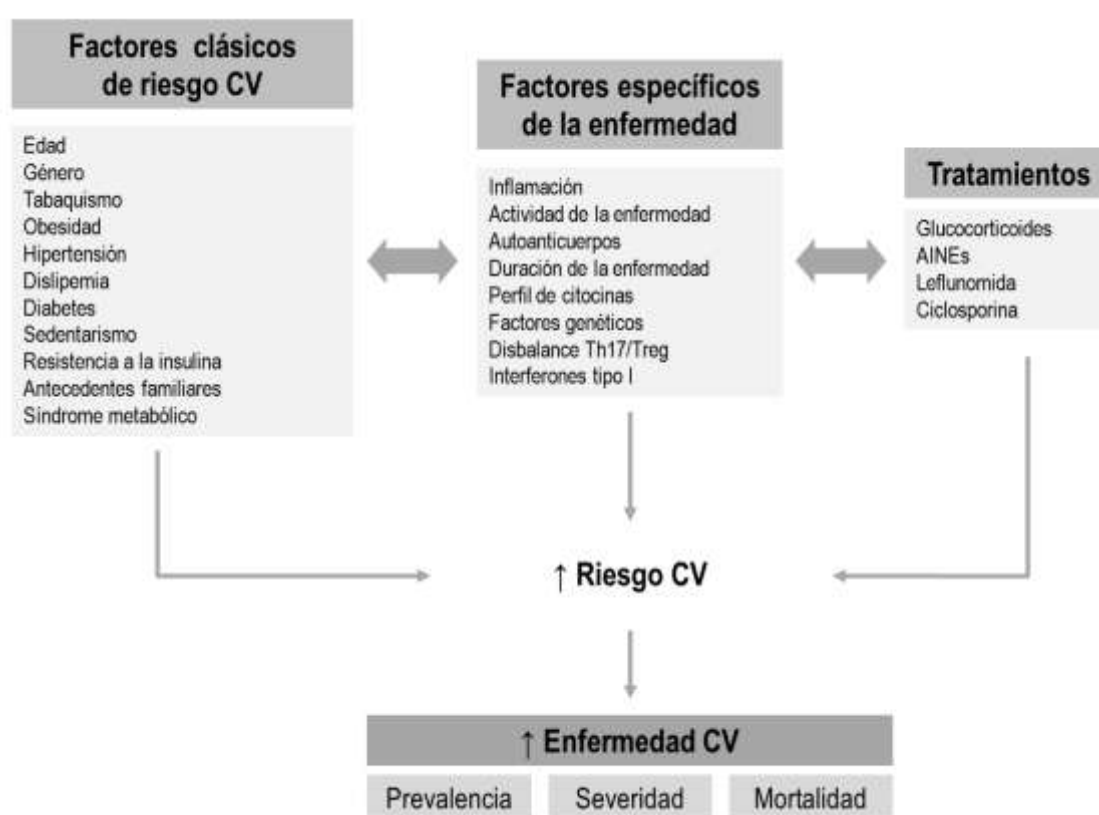 Factores clásicos
de riesgo CV
Edad
Género
Tabaquismo
Obesidad
Hipertensión
Dislipemia
Diabetes
Sedentarismo
Resistencia a la insulina
Antecedentes familiares
Síndrome metabólico
Factores específicos
de la enfermedad
Inflamación
Actividad de la enfermedad
Autoanticuerpos
Duración de la enfermedad
Perfil de citocinas
Factores genéticos
Disbalance Th17/Treg
Interferones tipo I
Tratamientos
Glucocorticoides
AINEs
Leflunomida
Ciclosporina
↑ Riesgo CV
↑ Enfermedad CV
Prevalencia
Severidad
Mortalidad